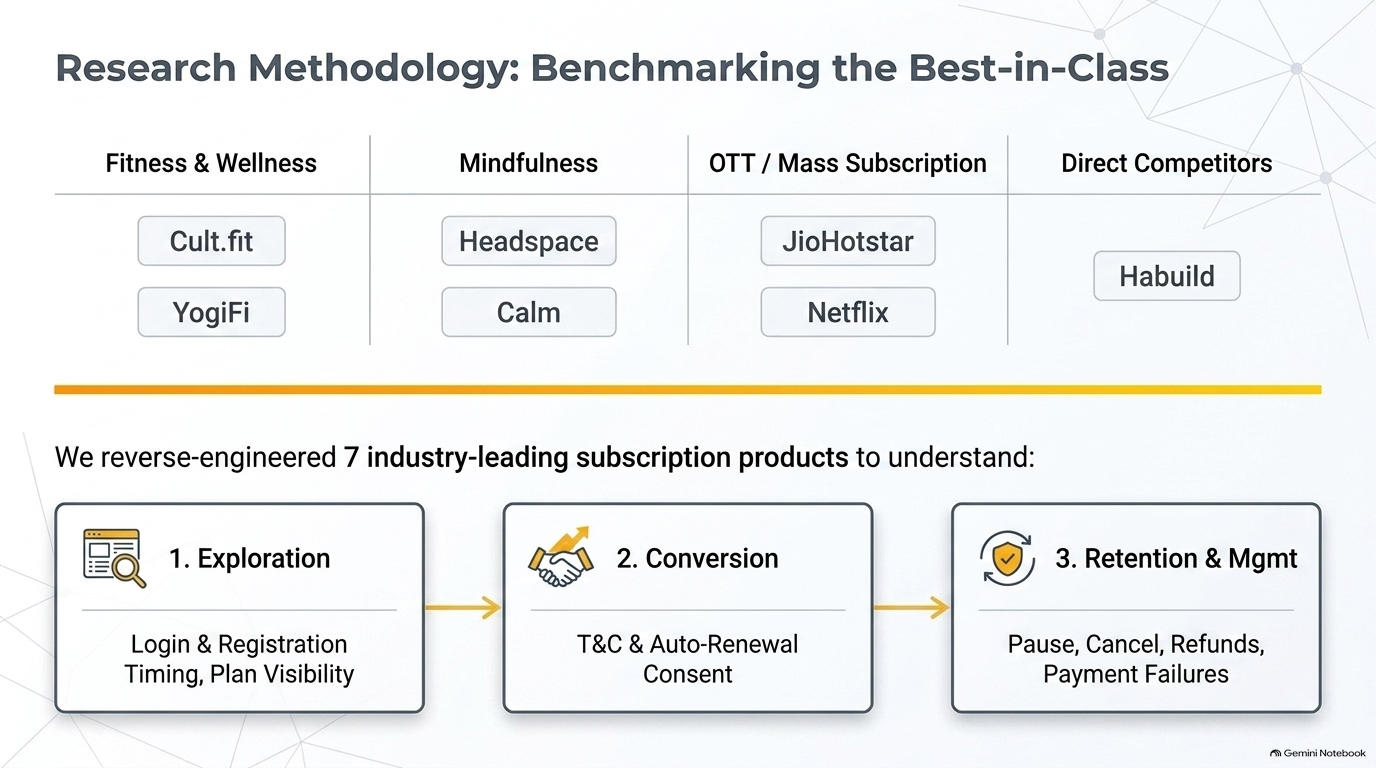 Research Methodology: Benchmarking the Best-in-Class
Fitness & Wellness
Mindfulness
OTT / Mass Subscription
Direct Competitors
Cult.fit
Headspace
JioHotstar
Habuild
YogiFi
Calm
Netflix
We reverse-engineered 7 industry-leading subscription products to understand:
1. Exploration
Login & Registration
Timing, Plan Visibility
2. Conversion
T&C & Auto-Renewal
Consent
3. Retention & Mgmt
Pause, Cancel, Refunds,
Payment Failures
Gemini Notebook